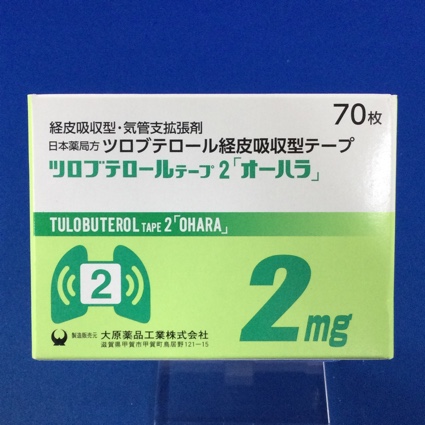 70枚
経皮吸収型・気管支拡張剤
日本薬局方 ツロブテロール経皮吸収型テープ
ツロブテロールテープ2「オーハラ」
TULOBUTEROL TAPE 2「OHARA」
2
2mg
製造販売元 大原薬品工業株式会社
滋賀県甲賀市甲賀町鳥居野121-15